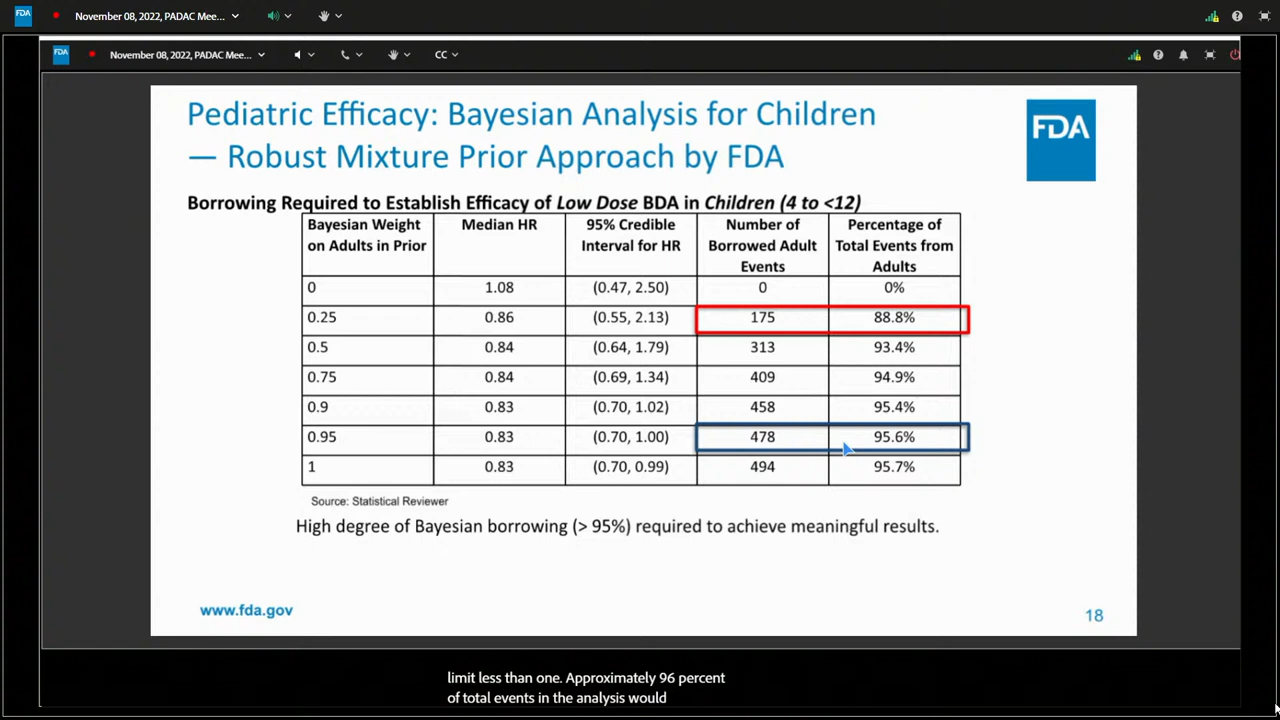 FDA November 08, 2022, PADAC Mee...
FDA November 08, 2022, PADAC Mee... CC
Pediatric Efficacy: Bayesian Analysis for Children
— Robust Mixture Prior Approach by FDA
FDA
Borrowing Required to Establish Efficacy of Low Dose BDA in Children (4 to <12)
Bayesian Weight on Adults in Prior | Median HR | 95% Credible Interval for HR | Number of Borrowed Adult Events | Percentage of Total Events from Adults
0 | 1.08 | (0.47, 2.50) | 0 | 0%
0.25 | 0.86 | (0.55, 2.13) | 175 | 88.8%
0.5 | 0.84 | (0.64, 1.79) | 313 | 93.4%
0.75 | 0.84 | (0.69, 1.34) | 409 | 94.9%
0.9 | 0.83 | (0.70, 1.02) | 458 | 95.4%
0.95 | 0.83 | (0.70, 1.00) | 478 | 95.6%
1 | 0.83 | (0.70, 0.99) | 494 | 95.7%
Source: Statistical Reviewer
High degree of Bayesian borrowing (> 95%) required to achieve meaningful results.
www.fda.gov
18
limit less than one. Approximately 96 percent
of total events in the analysis would